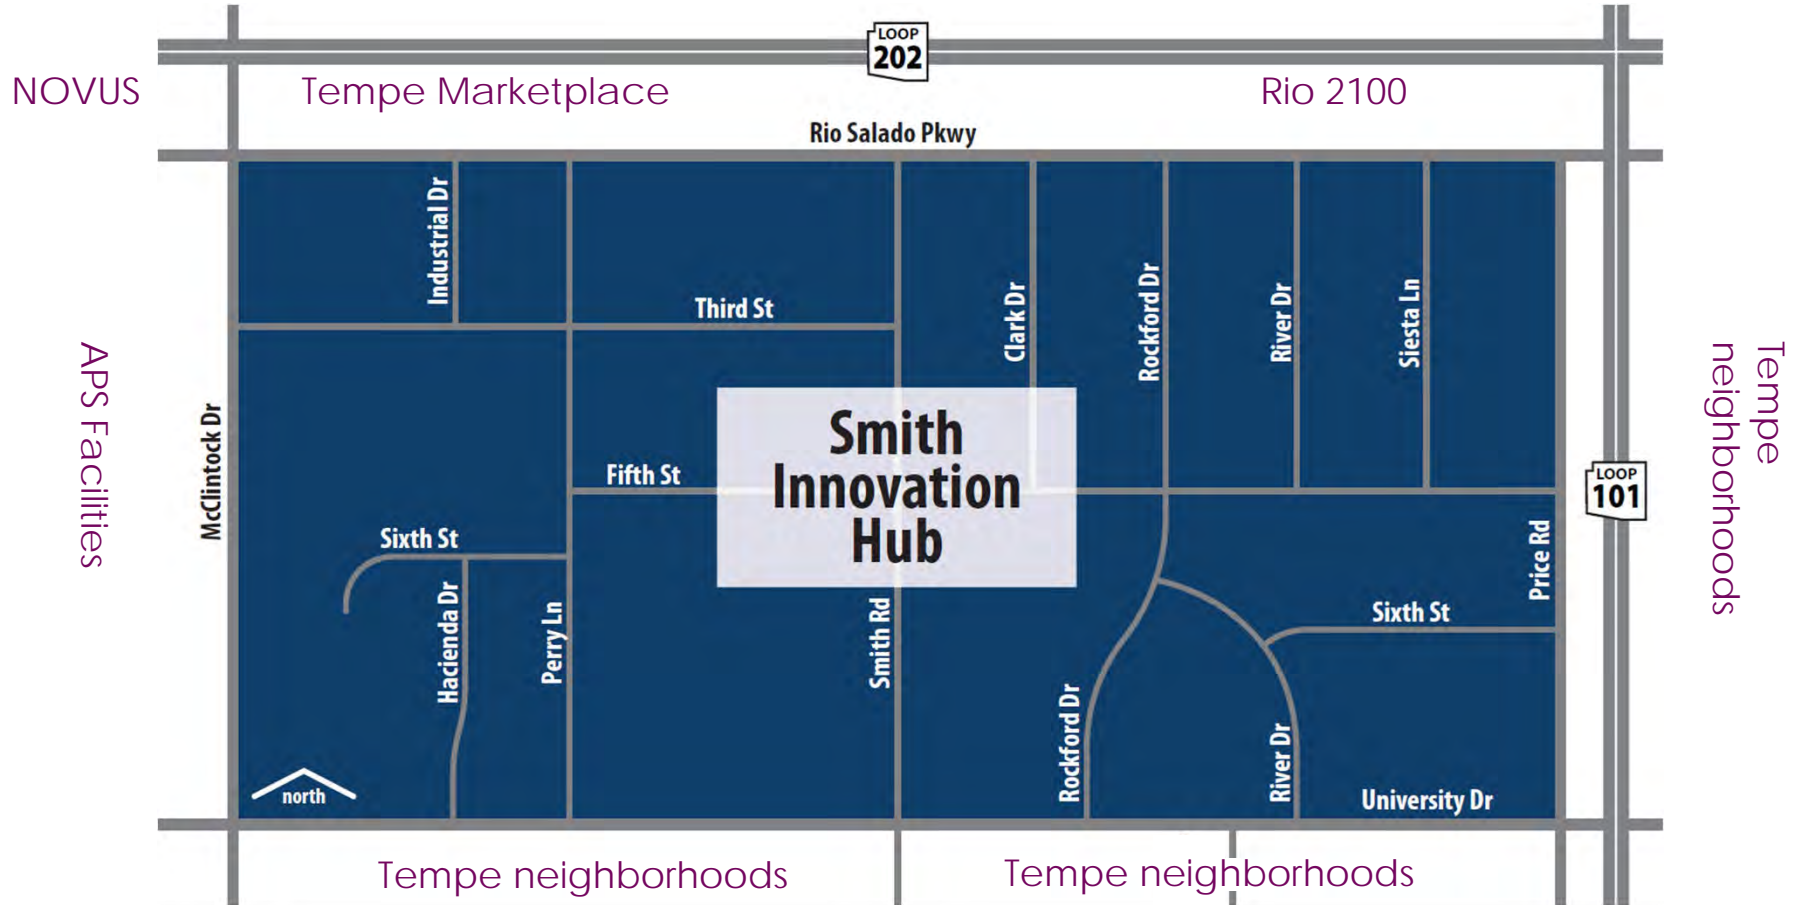 LOOP
202
NOVUS
Tempe Marketplace
Rio 2100
Rio Salado Pkwy
Industrial Dr
Third St
Clark Dr
Rockford Dr
River Dr
Siesta Ln
APS Facilities
McClintock Dr
Smith
Innovation
Hub
Tempe
neighborhoods
Fifth St
LOOP
101
Sixth St
Hacienda Dr
Perry Ln
Smith Rd
Price Rd
Sixth St
Rockford Dr
River Dr
north
University Dr
Tempe neighborhoods
Tempe neighborhoods